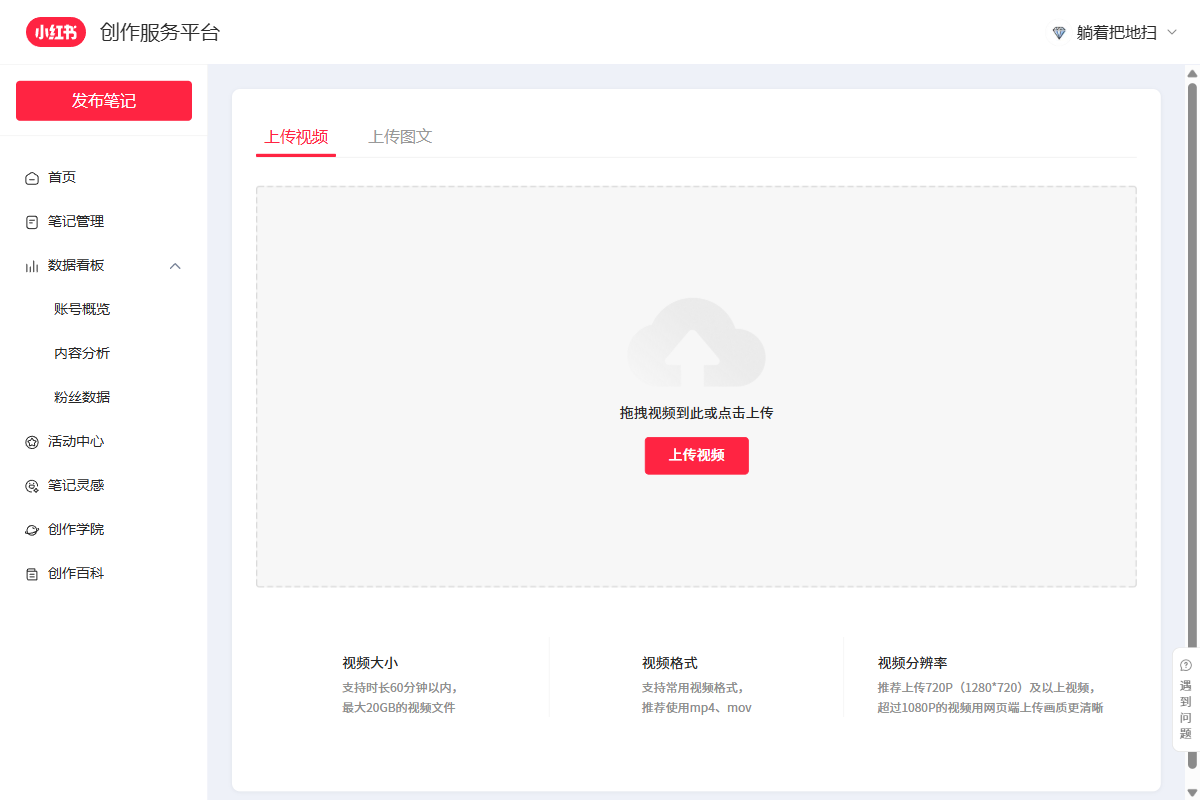 小红书 创作服务平台
躺着把地扫
发布笔记
首页
笔记管理
数据看板
账号概览
内容分析
粉丝数据
活动中心
笔记灵感
创作学院
创作百科
上传视频
上传图文
拖拽视频到此或点击上传
上传视频
视频大小
支持时长60分钟以内，
最大20GB的视频文件
视频格式
支持常用视频格式，
推荐使用mp4、mov
视频分辨率
推荐上传720P（1280*720）及以上视频，
超过1080P的视频用网页端上传画质更清晰
遇到问题